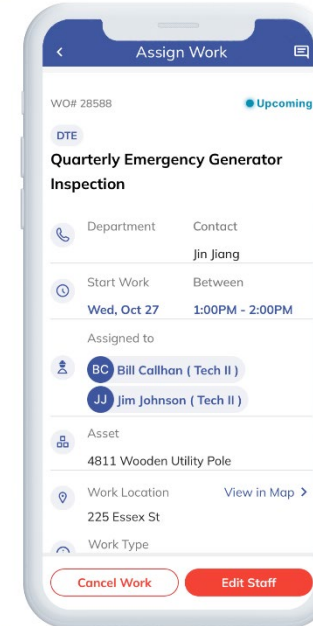 Assign Work
WO# 28588 Upcoming
DTE
Quarterly Emergency Generator
Inspection
Department Contact
Jin Jiang
Start Work Between
Wed, Oct 27 1:00PM - 2:00PM
Assigned to
BC Bill Callhan ( Tech II )
JJ Jim Johnson ( Tech II )
Asset
4811 Wooden Utility Pole
Work Location View in Map
225 Essex St
Work Type
Cancel Work Edit Staff